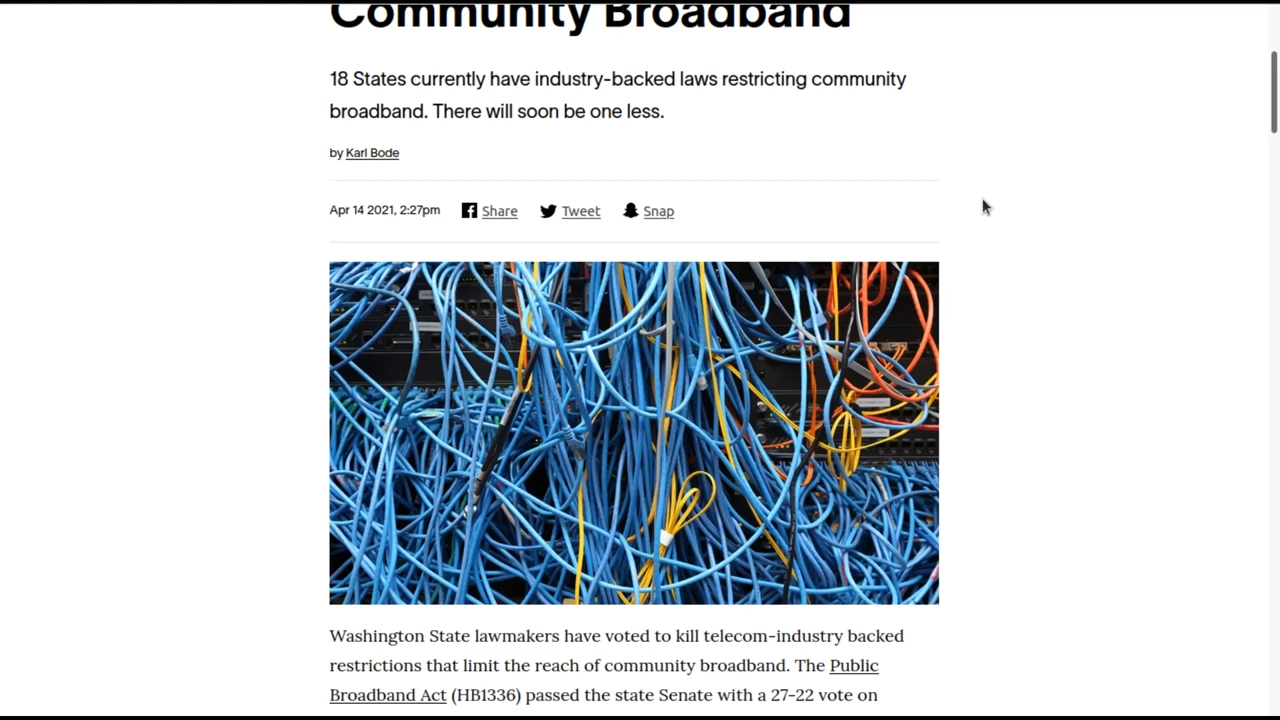 Community Broadband
18 States currently have industry-backed laws restricting community
broadband. There will soon be one less.
by Karl Bode
Apr 14 2021, 2:27pm Share Tweet Snap
Washington State lawmakers have voted to kill telecom-industry backed
restrictions that limit the reach of community broadband. The Public
Broadband Act (HB1336) passed the state Senate with a 27-22 vote on